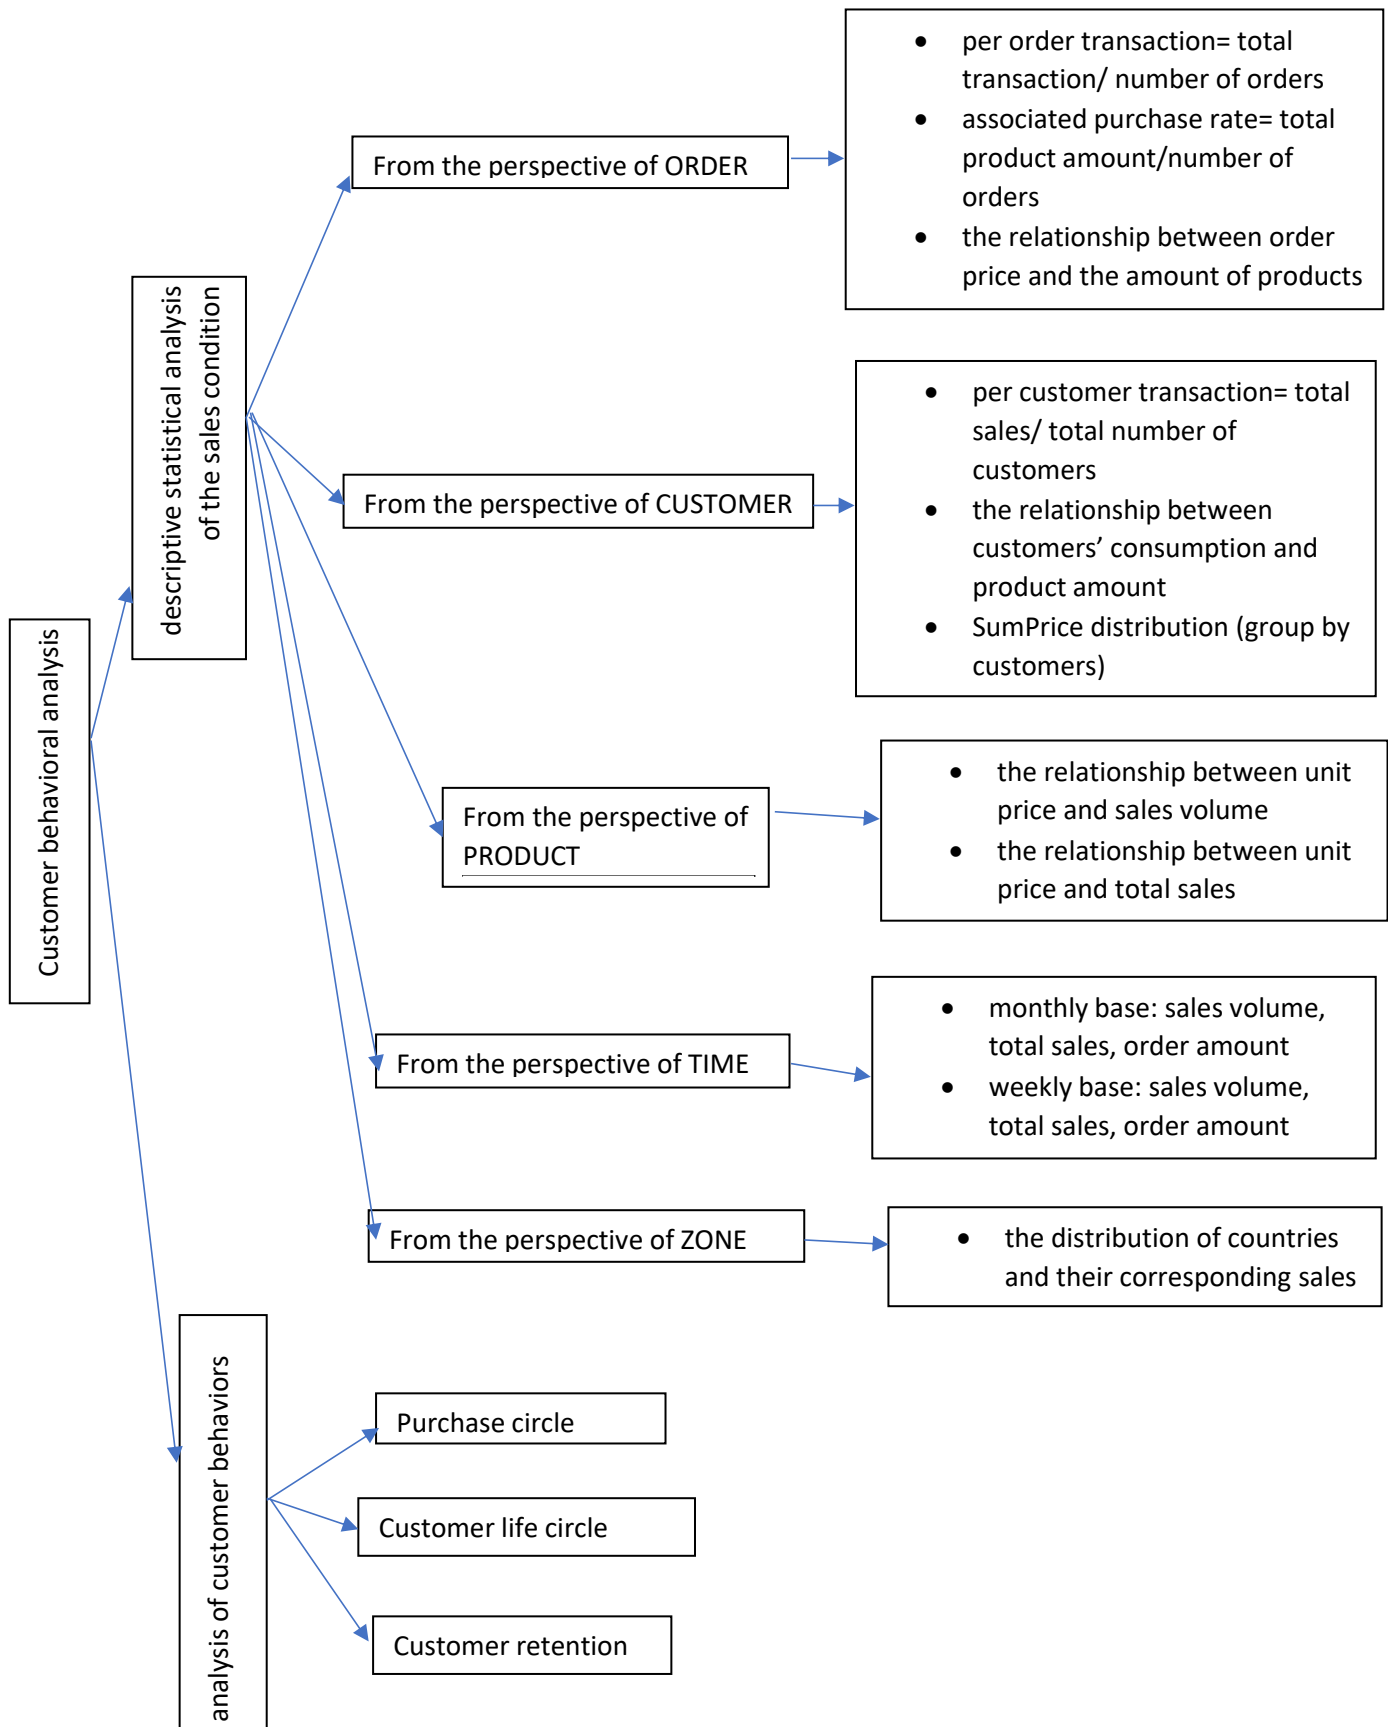 Customer behavioral analysis
descriptive statistical analysis
of the sales condition
From the perspective of ORDER
• per order transaction= total
transaction/ number of orders
• associated purchase rate= total
product amount/number of
orders
• the relationship between order
price and the amount of products
From the perspective of CUSTOMER
• per customer transaction= total
sales/ total number of
customers
• the relationship between
customers’ consumption and
product amount
• SumPrice distribution (group by
customers)
From the perspective of
PRODUCT
• the relationship between unit
price and sales volume
• the relationship between unit
price and total sales
From the perspective of TIME
• monthly base: sales volume,
total sales, order amount
• weekly base: sales volume,
total sales, order amount
From the perspective of ZONE
• the distribution of countries
and their corresponding sales
analysis of customer behaviors
Purchase circle
Customer life circle
Customer retention